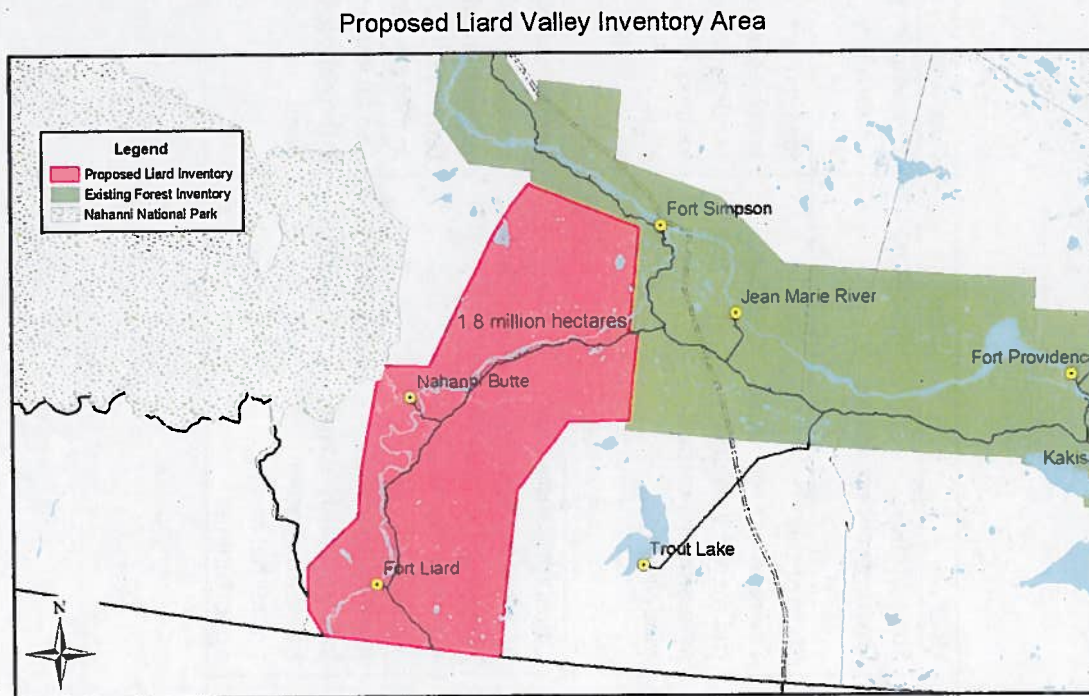 Proposed Liard Valley Inventory Area
Legend
Proposed Liard Inventory
Existing Forest Inventory
Nahanni National Park
Fort Simpson
Jean Marie River
1 8 million hectares
Fort Providenc
Nahanni Butte
Kakis
Trout Lake
Fort Liard
N